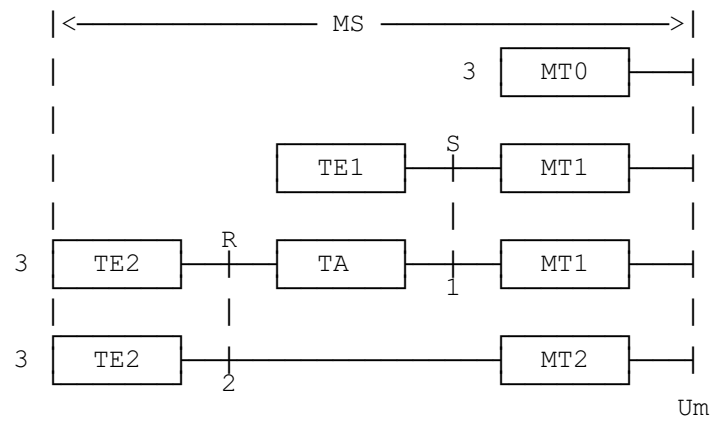 |<———————— MS ————————>|
3 MT0
S
TE1 MT1
R
3 TE2 TA MT1
1
3 TE2 MT2
2
Um